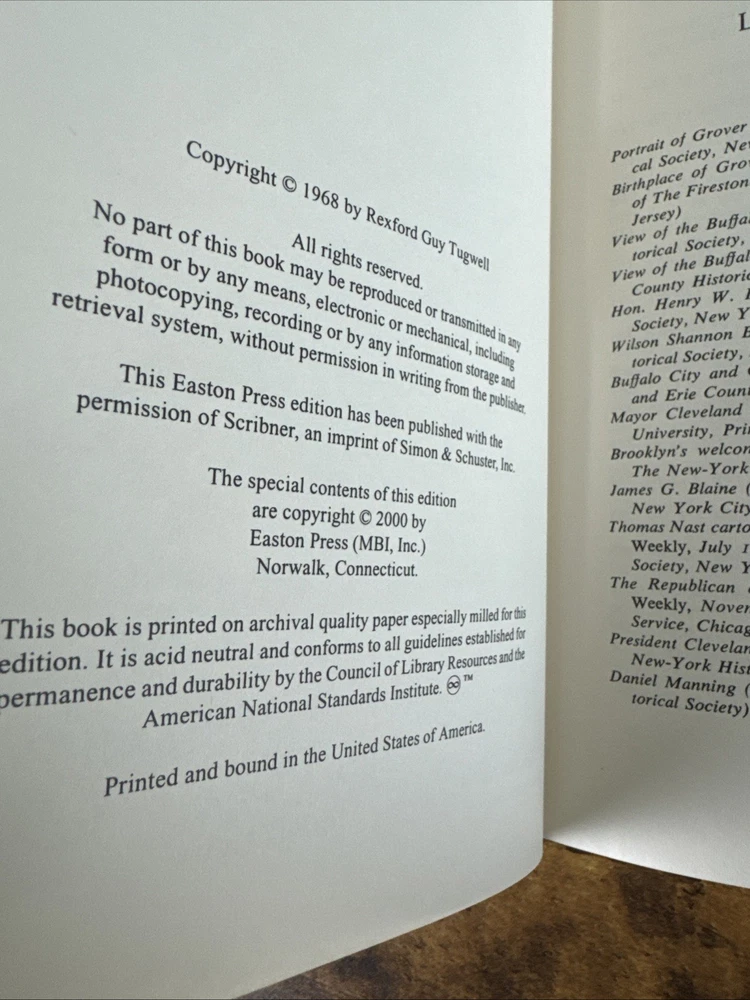 Copyright © 1968 by Rexford Guy Tugwell
All rights reserved.
No part of this book may be reproduced or transmitted in any
form or by any means, electronic or mechanical, including
photocopying, recording or by any information storage and
retrieval system, without permission in writing from the publisher.
This Easton Press edition has been published with the
permission of Scribner, an imprint of Simon & Schuster, Inc.
The special contents of this edition
are copyright © 2000 by
Easton Press (MBI, Inc.)
Norwalk, Connecticut.
This book is printed on archival quality paper especially milled for this
edition. It is acid neutral and conforms to all guidelines established for
permanence and durability by the Council of Library Resources and the
American National Standards Institute. ♾™
Printed and bound in the United States of America.
L
Portrait of Grover
cal Society, Ne
Birthplace of Gro
of The Fireston
Jersey)
View of the Buffa
torical Society,
View of the Buffal
County Historic
Hon. Henry W.
Society, New Y
Wilson Shannon B
torical Society,
Buffalo City and
and Erie Coun
Mayor Cleveland
University, Pri
Brooklyn's welcon
The New-York
James G. Blaine (
New York City
Thomas Nast carto
Weekly, July 1
Society, New Y
The Republican
Weekly, Novem
Service, Chicag
President Clevelan
New-York Hist
Daniel Manning (
torical Society)